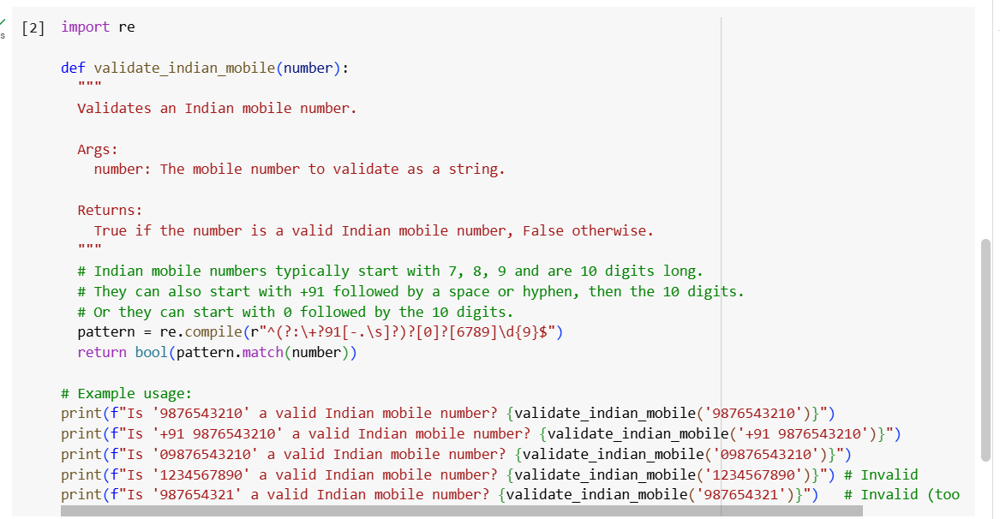 [2] import re
def validate_indian_mobile(number):
"""
Validates an Indian mobile number.
Args:
number: The mobile number to validate as a string.
Returns:
True if the number is a valid Indian mobile number, False otherwise.
"""
# Indian mobile numbers typically start with 7, 8, 9 and are 10 digits long.
# They can also start with +91 followed by a space or hyphen, then the 10 digits.
# Or they can start with 0 followed by the 10 digits.
pattern = re.compile(r"^(?:\+?91[-.\s]?)?[0]?[6789]\d{9}$")
return bool(pattern.match(number))
# Example usage:
print(f"Is '9876543210' a valid Indian mobile number? {validate_indian_mobile('9876543210')}")
print(f"Is '+91 9876543210' a valid Indian mobile number? {validate_indian_mobile('+91 9876543210')}")
print(f"Is '09876543210' a valid Indian mobile number? {validate_indian_mobile('09876543210')}")
print(f"Is '1234567890' a valid Indian mobile number? {validate_indian_mobile('1234567890')}") # Invalid
print(f"Is '987654321' a valid Indian mobile number? {validate_indian_mobile('987654321')}") # Invalid (too